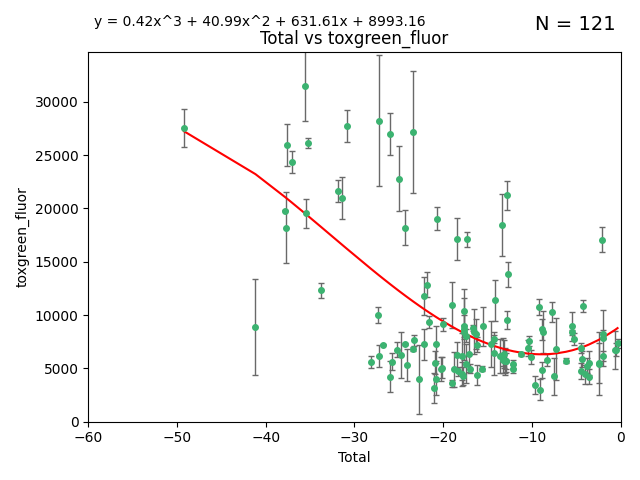 y = 0.42x^3 + 40.99x^2 + 631.61x + 8993.16
N = 121
Total vs toxgreen_fluor
30000
25000
20000
15000
10000
5000
0
toxgreen_fluor
−60
−50
−40
−30
−20
−10
0
Total